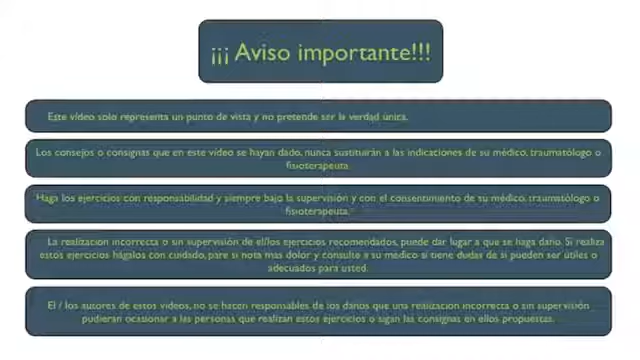 ¡¡¡ Aviso importante!!!
Este vídeo solo representa un punto de vista y no pretende ser la verdad única.
Los consejos o consignas que en este vídeo se hayan dado, nunca sustituirán a las indicaciones de su médico, traumatólogo o
fisioterapeuta.
Haga los ejercicios con responsabilidad y siempre bajo la supervisión y con el consentimiento de su médico, traumatólogo o
fisioterapeuta.
La realización incorrecta o sin supervisión de el/los ejercicios recomendados, puede dar lugar a que se haga daño. Si realiza
estos ejercicios hágalos con cuidado, pare si nota mas dolor y consulte a su médico si tiene dudas de si pueden ser útiles o
adecuados para usted.
El / los autores de estos vídeos, no se hacen responsables de los daños que una realización incorrecta o sin supervisión
pudieran ocasionar a las personas que realizan estos ejercicios o sigan las consignas en ellos propuestas.